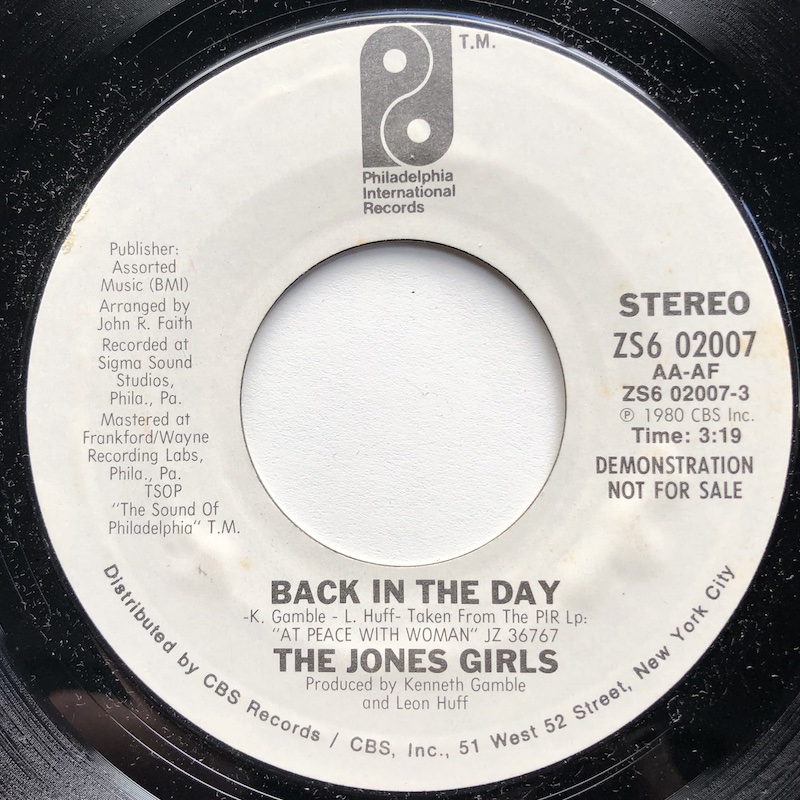 T.M.
Philadelphia
International
Records
Publisher:
Assorted
Music (BMI)
Arranged by
John R. Faith
Recorded at
Sigma Sound
Studios,
Phila., Pa.
Mastered at
Frankford/Wayne
Recording Labs,
Phila., Pa.
TSOP
"The Sound Of
Philadelphia" T.M.
STEREO
ZS6 02007
AA-AF
ZS6 02007-3
℗ 1980 CBS Inc.
Time: 3:19
DEMONSTRATION
NOT FOR SALE
BACK IN THE DAY
-K. Gamble - L. Huff- Taken From The PIR Lp:
"AT PEACE WITH WOMAN" JZ 36767
THE JONES GIRLS
Produced by Kenneth Gamble
and Leon Huff
Distributed by CBS Records / CBS, Inc., 51 West 52 Street, New York City